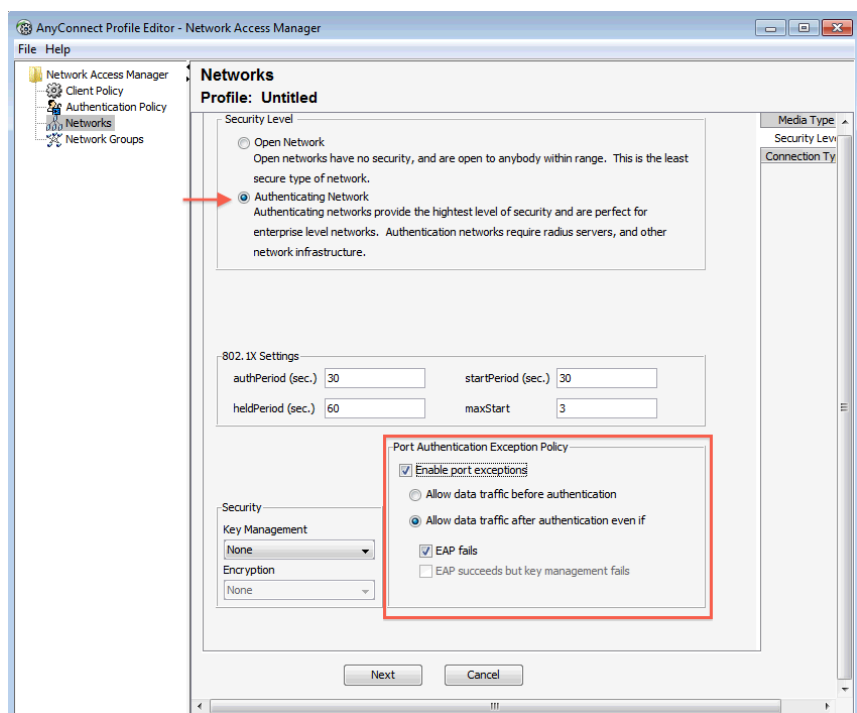 AnyConnect Profile Editor - Network Access Manager
File Help
Network Access Manager
Client Policy
Authentication Policy
Networks
Network Groups
Networks
Profile: Untitled
Media Type
Security Leve
Connection Ty
Security Level
Open Network
Open networks have no security, and are open to anybody within range. This is the least
secure type of network.
Authenticating Network
Authenticating networks provide the hightest level of security and are perfect for
enterprise level networks. Authentication networks require radius servers, and other
network infrastructure.
802.1X Settings
authPeriod (sec.) 30 startPeriod (sec.) 30
heldPeriod (sec.) 60 maxStart 3
Port Authentication Exception Policy
Enable port exceptions
Allow data traffic before authentication
Allow data traffic after authentication even if
EAP fails
EAP succeeds but key management fails
Security
Key Management
None
Encryption
None
Next Cancel